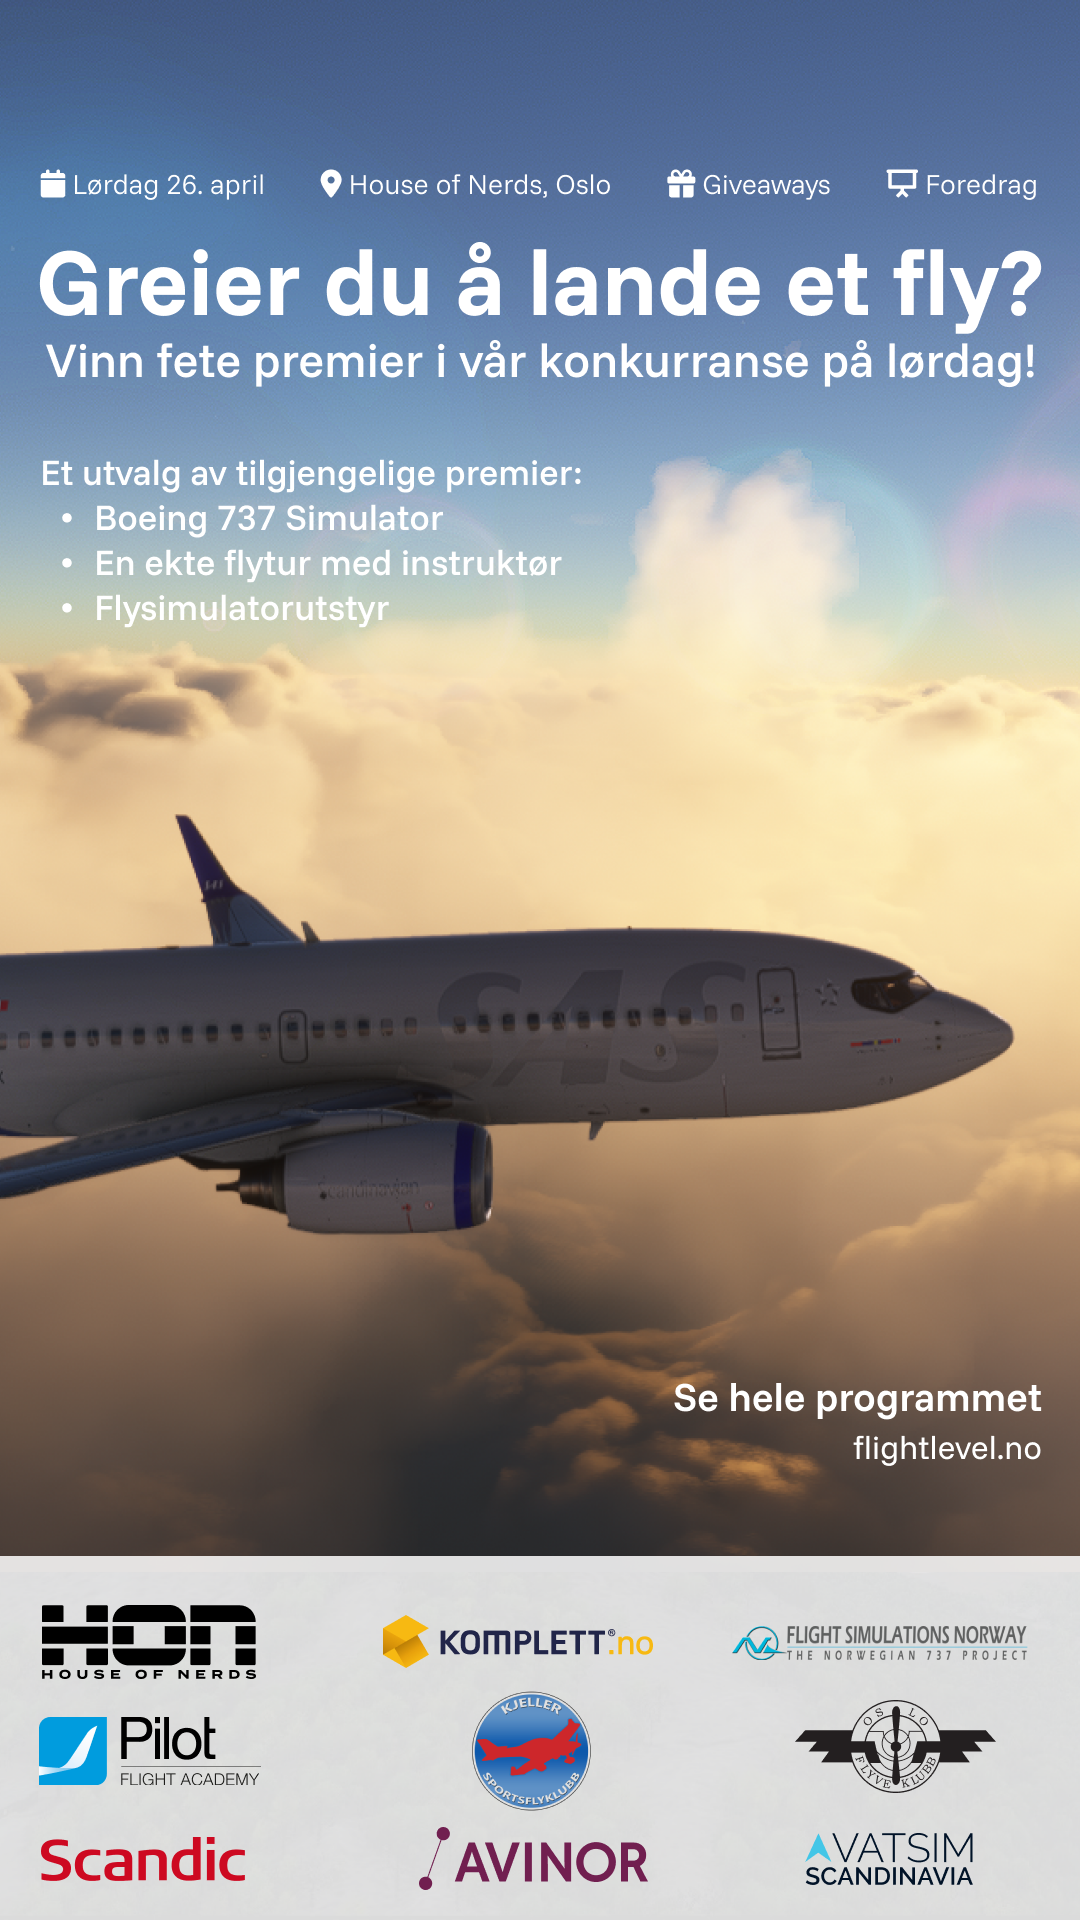 Lørdag 26. april House of Nerds, Oslo Giveaways Foredrag
Greier du å lande et fly?
Vinn fete premier i vår konkurranse på lørdag!
Et utvalg av tilgjengelige premier:
• Boeing 737 Simulator
• En ekte flytur med instruktør
• Flysimulatorutstyr
SAS
SAS
Scandinavian
Se hele programmet
flightlevel.no
HON
HOUSE OF NERDS
KOMPLETT®.no
FLIGHT SIMULATIONS NORWAY
THE NORWEGIAN 737 PROJECT
Pilot
FLIGHT ACADEMY
KJELLER
SPORTSFLYKLUBB
OSLO
FLYVEKLUBB
Scandic
AVINOR
VATSIM
SCANDINAVIA